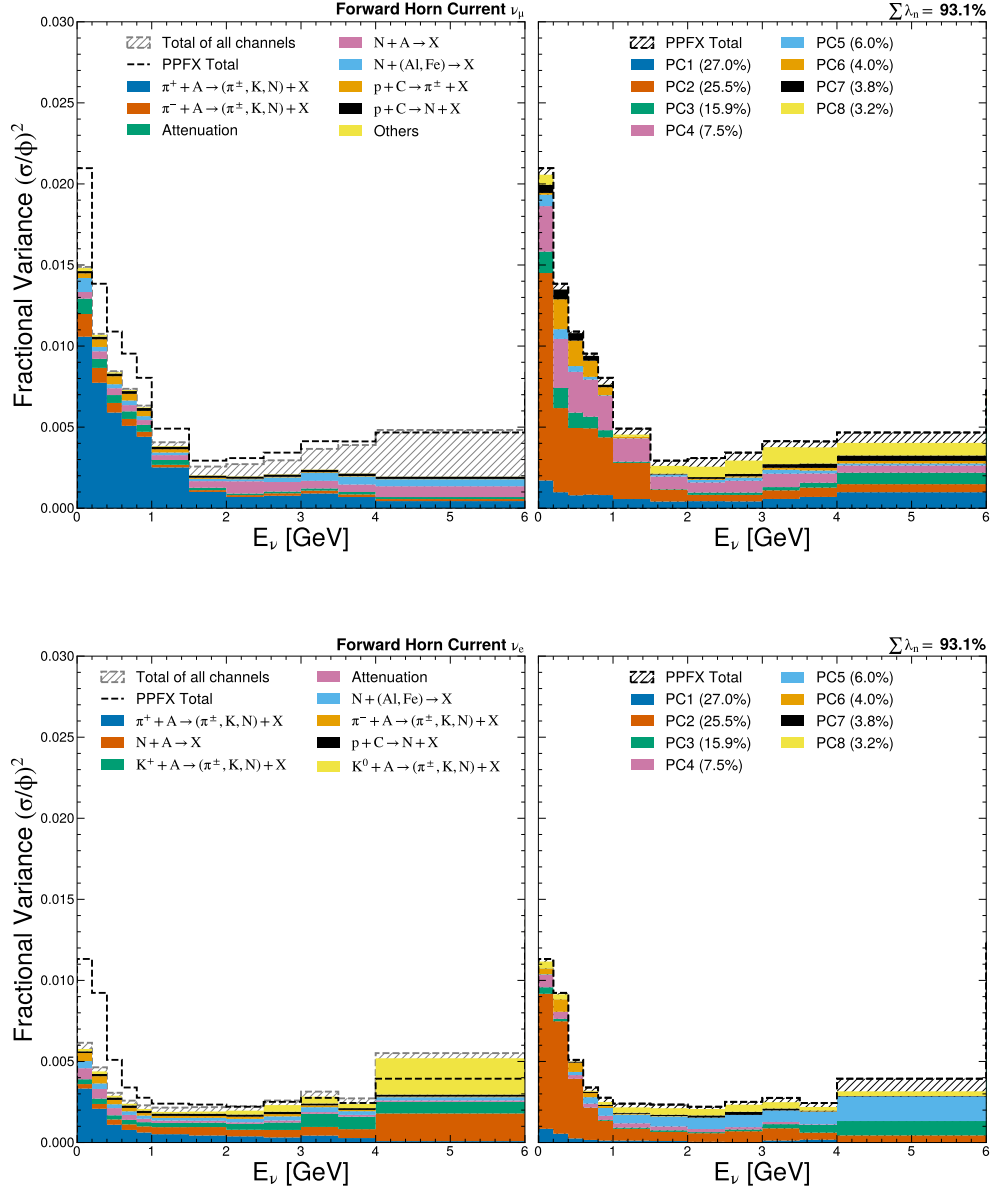 Forward Horn Current νμ
Fractional Variance (σ/ϕ)²
0.030
0.025
0.020
0.015
0.010
0.005
0.000
Total of all channels
PPFX Total
π⁺ + A → (π±, K, N) + X
π⁻ + A → (π±, K, N) + X
Attenuation
N + A → X
N + (Al, Fe) → X
p + C → π± + X
p + C → N + X
Others
0 1 2 3 4 5 6
Eν [GeV]
∑ λn = 93.1%
PPFX Total
PC1 (27.0%)
PC2 (25.5%)
PC3 (15.9%)
PC4 (7.5%)
PC5 (6.0%)
PC6 (4.0%)
PC7 (3.8%)
PC8 (3.2%)
0 1 2 3 4 5 6
Eν [GeV]
Forward Horn Current νe
Fractional Variance (σ/ϕ)²
0.030
0.025
0.020
0.015
0.010
0.005
0.000
Total of all channels
PPFX Total
π⁺ + A → (π±, K, N) + X
N + A → X
K⁺ + A → (π±, K, N) + X
Attenuation
N + (Al, Fe) → X
π⁻ + A → (π±, K, N) + X
p + C → N + X
K⁰ + A → (π±, K, N) + X
0 1 2 3 4 5 6
Eν [GeV]
∑ λn = 93.1%
PPFX Total
PC1 (27.0%)
PC2 (25.5%)
PC3 (15.9%)
PC4 (7.5%)
PC5 (6.0%)
PC6 (4.0%)
PC7 (3.8%)
PC8 (3.2%)
0 1 2 3 4 5 6
Eν [GeV]